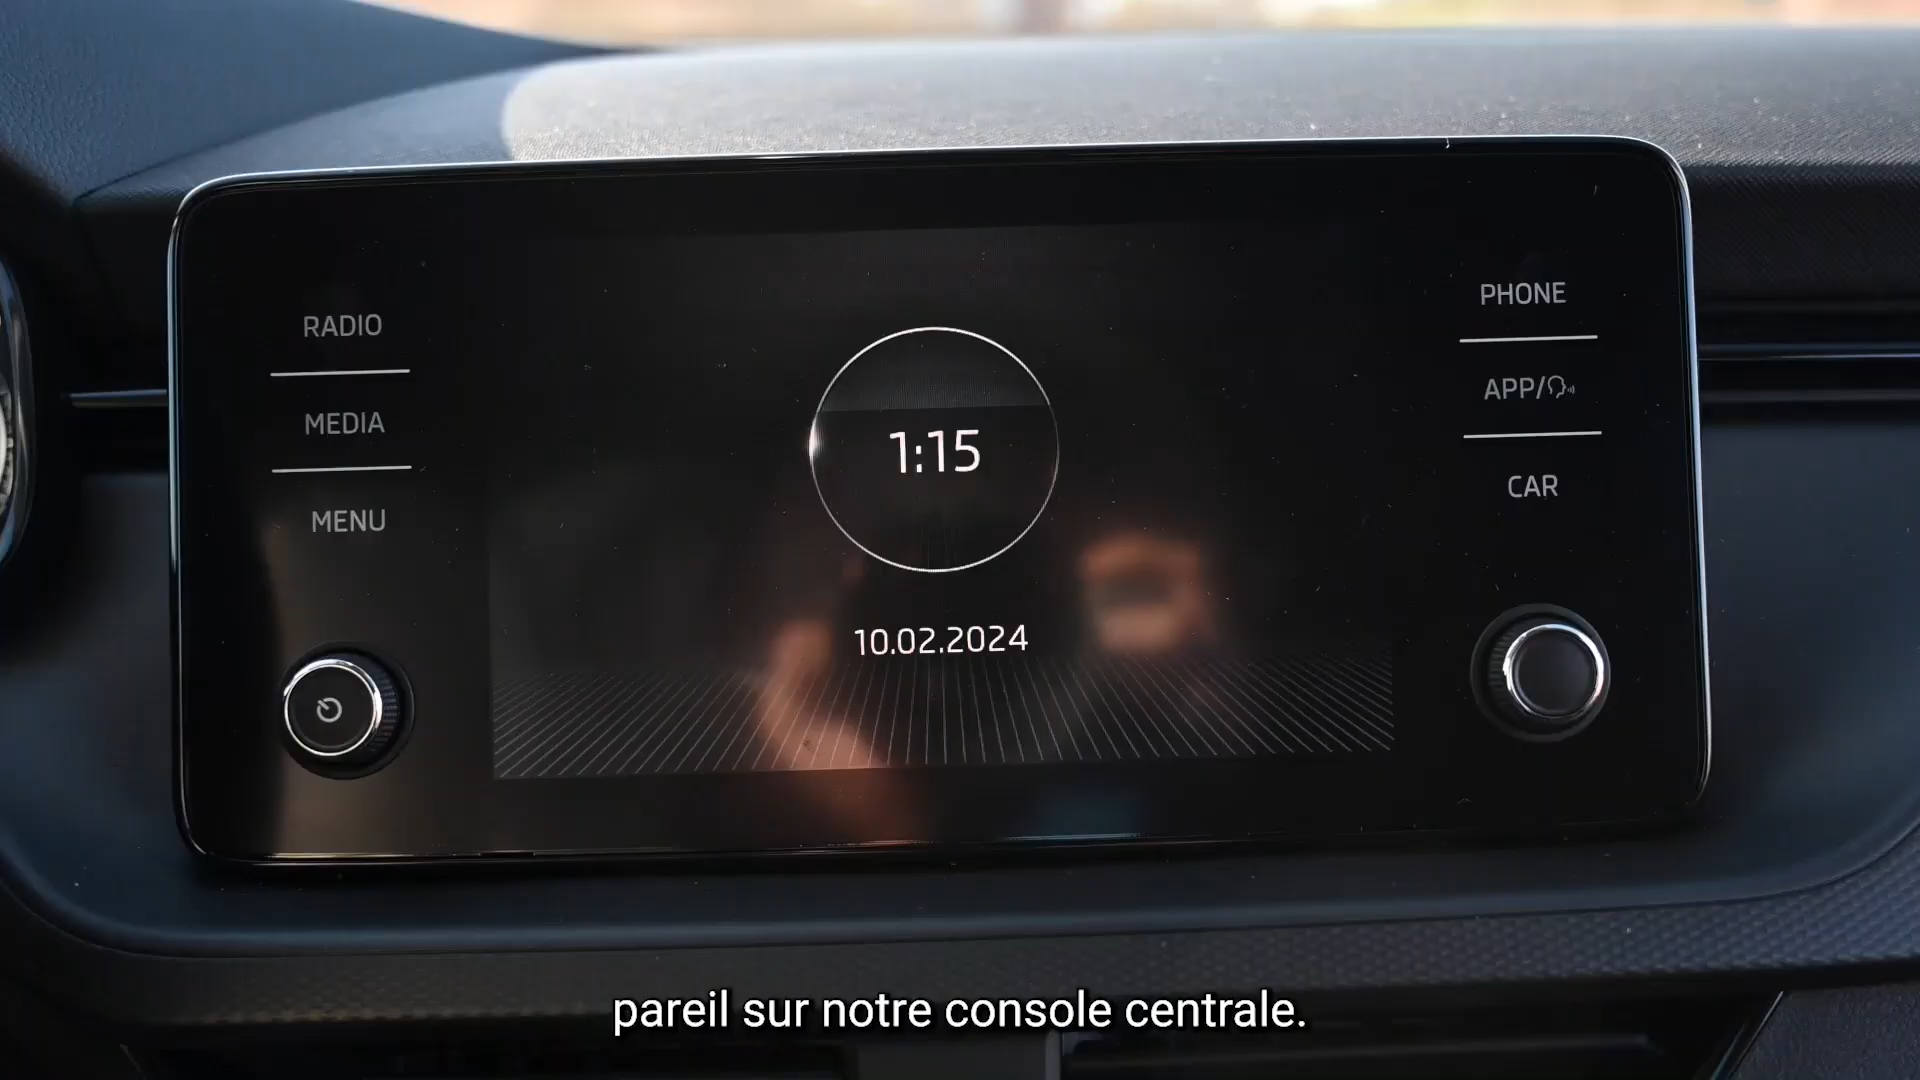 RADIO
MEDIA
MENU
1:15
10.02.2024
PHONE
APP/
CAR
pareil sur notre console centrale.